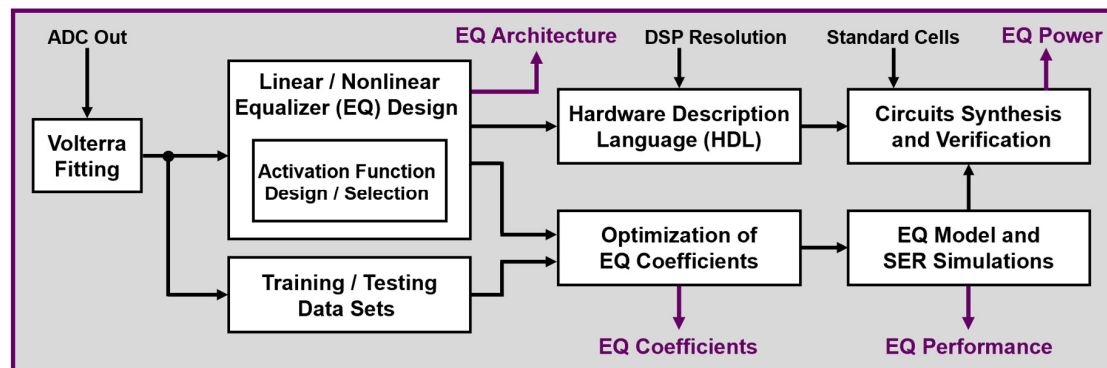 ADC Out
EQ Architecture
DSP Resolution
Standard Cells
EQ Power
Volterra
Fitting
Linear / Nonlinear
Equalizer (EQ) Design
Activation Function
Design / Selection
Hardware Description
Language (HDL)
Circuits Synthesis
and Verification
Training / Testing
Data Sets
Optimization of
EQ Coefficients
EQ Model and
SER Simulations
EQ Coefficients
EQ Performance